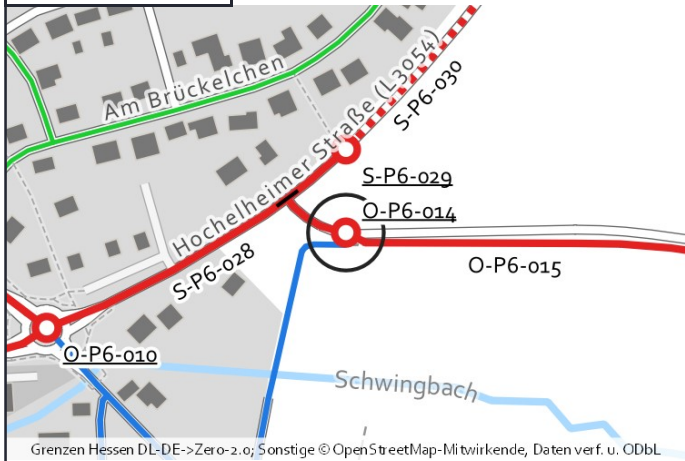 Am Brückelchen
Hochelheimer Straße (L3054)
S-P6-030
S-P6-029
O-P6-014
S-P6-028
O-P6-015
O-P6-010
Schwingbach
Grenzen Hessen DL-DE->Zero-2.0; Sonstige © OpenStreetMap-Mitwirkende, Daten verf. u. ODbL